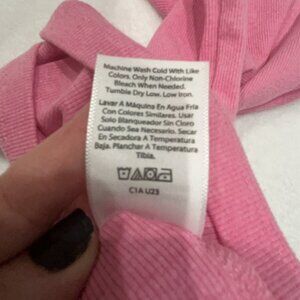 Machine Wash Cold With Like
Colors. Only Non-Chlorine
Bleach When Needed.
Tumble Dry Low. Low Iron.
Lavar A Máquina En Agua Fría
Con Colores Similares. Usar
Solo Blanqueador Sin Cloro
Cuando Sea Necesario. Secar
En Secadora A Temperatura
Baja. Planchar A Temperatura
Tibia.
C1A U23